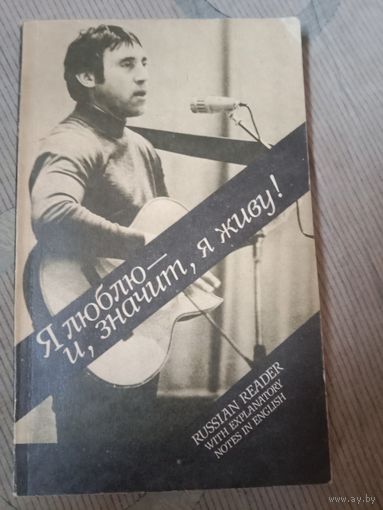 Я люблю —
и, значит, я живу!
RUSSIAN READER
WITH EXPLANATORY
NOTES IN ENGLISH
www.ay.by